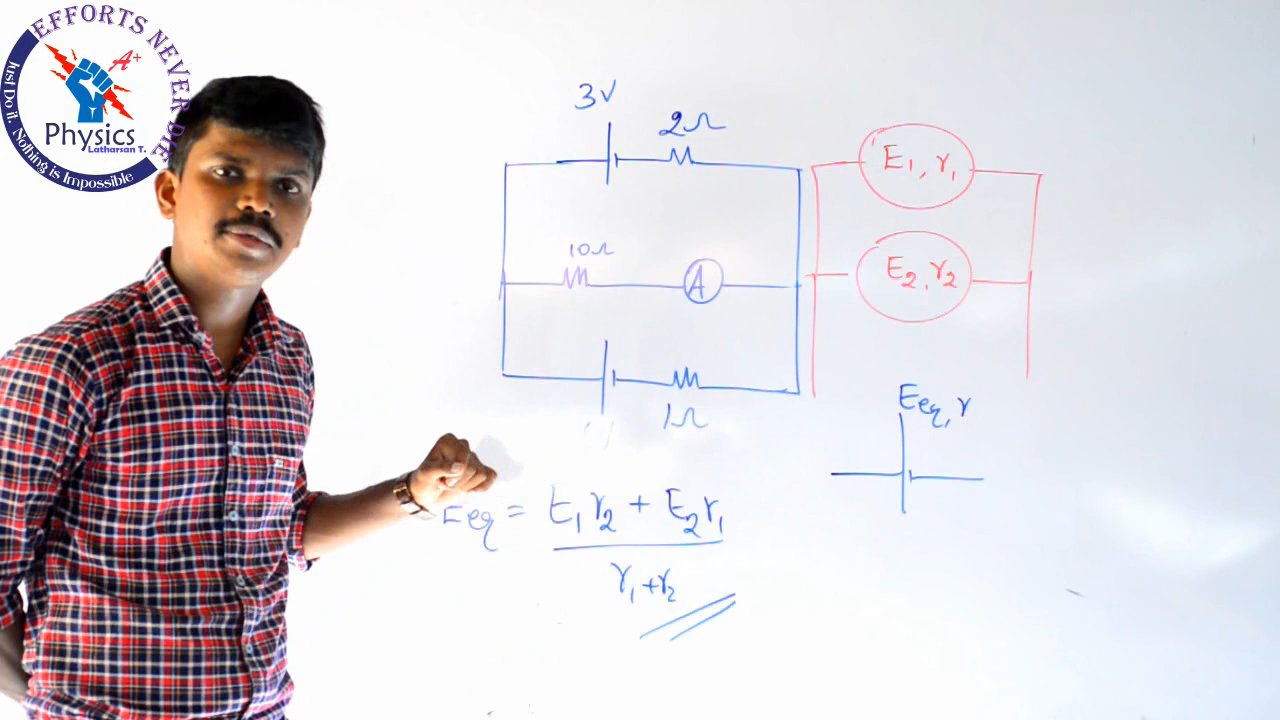 EFFORTS NEVER DIE
A+
Physics
Latharsan T.
Just Do it. Nothing is Impossible
3V
2Ω
E₁, r₁
10Ω
A
E₂, r₂
1Ω
Eeq, r
Eeq = E₁r₂ + E₂r₁
r₁+r₂